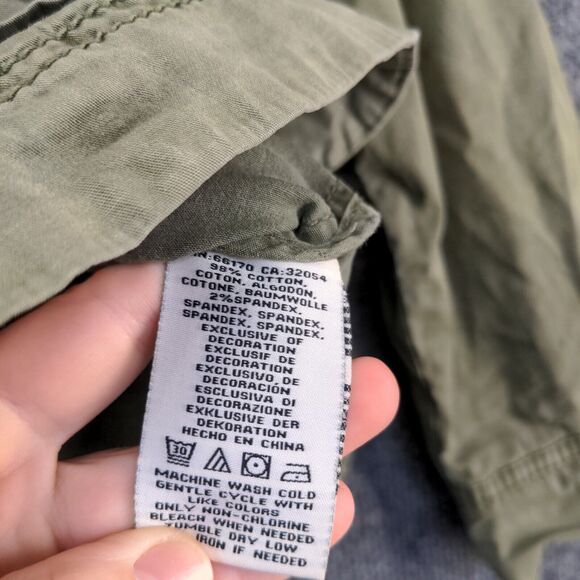 RN:66170 CA:32054
98% COTTON,
COTON, ALGODON,
COTONE, BAUMWOLLE
2%SPANDEX,
SPANDEX, SPANDEX,
SPANDEX, SPANDEX,
EXCLUSIVE OF
DECORATION
EXCLUSIF DE
DECORATION
EXCLUSIVO, DE
DECORACIÓN
ESCLUSIVA DI
DECORAZIONE
EXKLUSIVE DER
DEKORATION
HECHO EN CHINA
30
MACHINE WASH COLD
GENTLE CYCLE WITH
LIKE COLORS
ONLY NON-CHLORINE
BLEACH WHEN NEEDED
TUMBLE DRY LOW
IRON IF NEEDED